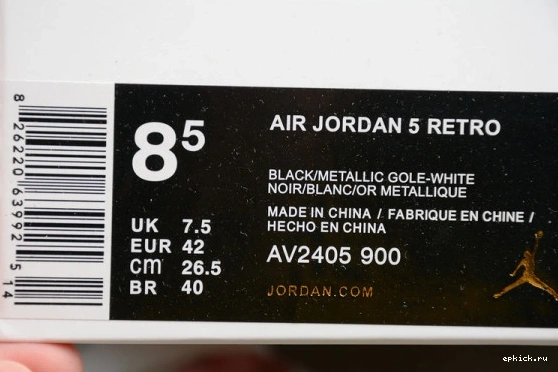 8 26220 63992 5 14
8 5
AIR JORDAN 5 RETRO
BLACK/METALLIC GOLE-WHITE
NOIR/BLANC/OR METALLIQUE
MADE IN CHINA / FABRIQUE EN CHINE /
HECHO EN CHINA
AV2405 900
JORDAN.COM
UK 7.5
EUR 42
cm 26.5
BR 40
epkick.ru